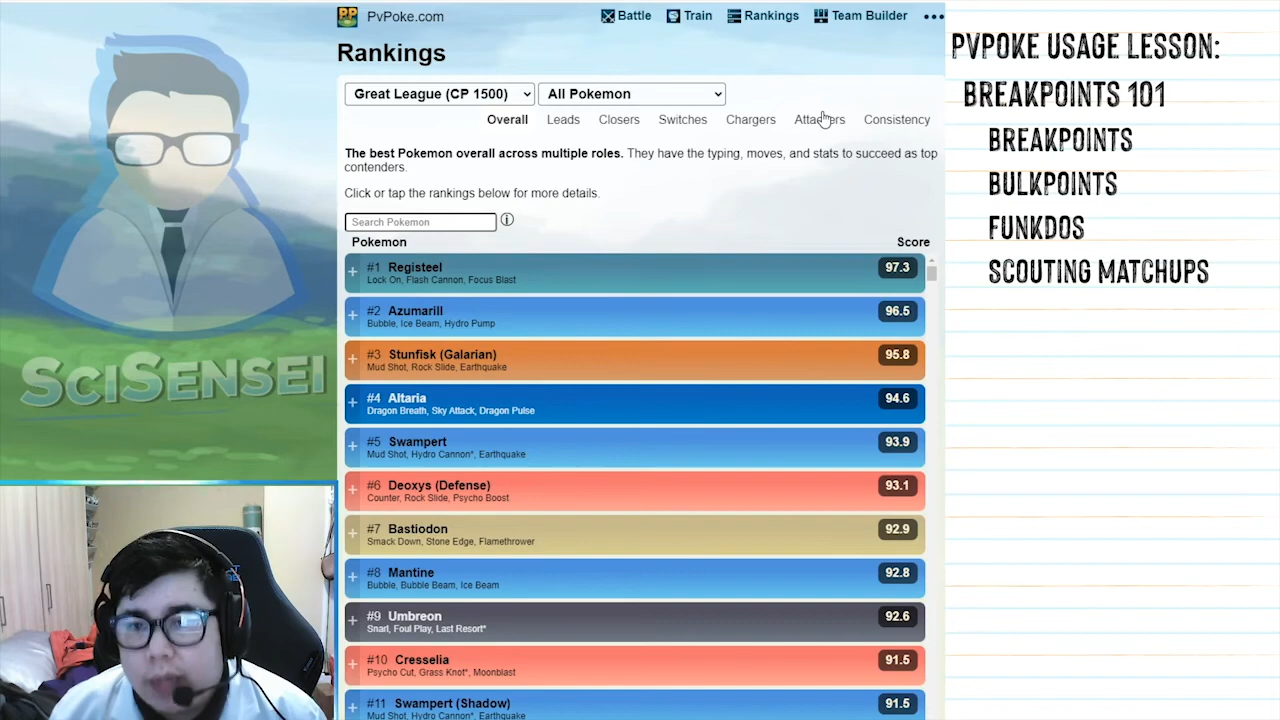 PvPoke.com
Battle
Train
Rankings
Team Builder
Rankings
Great League (CP 1500)
All Pokemon
Overall
Leads
Closers
Switches
Chargers
Attackers
Consistency
The best Pokemon overall across multiple roles. They have the typing, moves, and stats to succeed as top
contenders.
Click or tap the rankings below for more details.
Search Pokemon
Pokemon
Score
#1 Registeel
97.3
Lock On, Flash Cannon, Focus Blast
#2 Azumarill
96.5
Bubble, Ice Beam, Hydro Pump
#3 Stunfisk (Galarian)
95.8
Mud Shot, Rock Slide, Earthquake
#4 Altaria
94.6
Dragon Breath, Sky Attack, Dragon Pulse
#5 Swampert
93.9
Mud Shot, Hydro Cannon*, Earthquake
#6 Deoxys (Defense)
93.1
Counter, Rock Slide, Psycho Boost
#7 Bastiodon
92.9
Smack Down, Stone Edge, Flamethrower
#8 Mantine
92.8
Bubble, Bubble Beam, Ice Beam
#9 Umbreon
92.6
Snarl, Foul Play, Last Resort*
#10 Cresselia
91.5
Psycho Cut, Grass Knot*, Moonblast
#11 Swampert (Shadow)
91.5
Mud Shot, Hydro Cannon*, Earthquake
PVPOKE USAGE LESSON:
BREAKPOINTS 101
BREAKPOINTS
BULKPOINTS
FUNKDOS
SCOUTING MATCHUPS
SCISENSEI